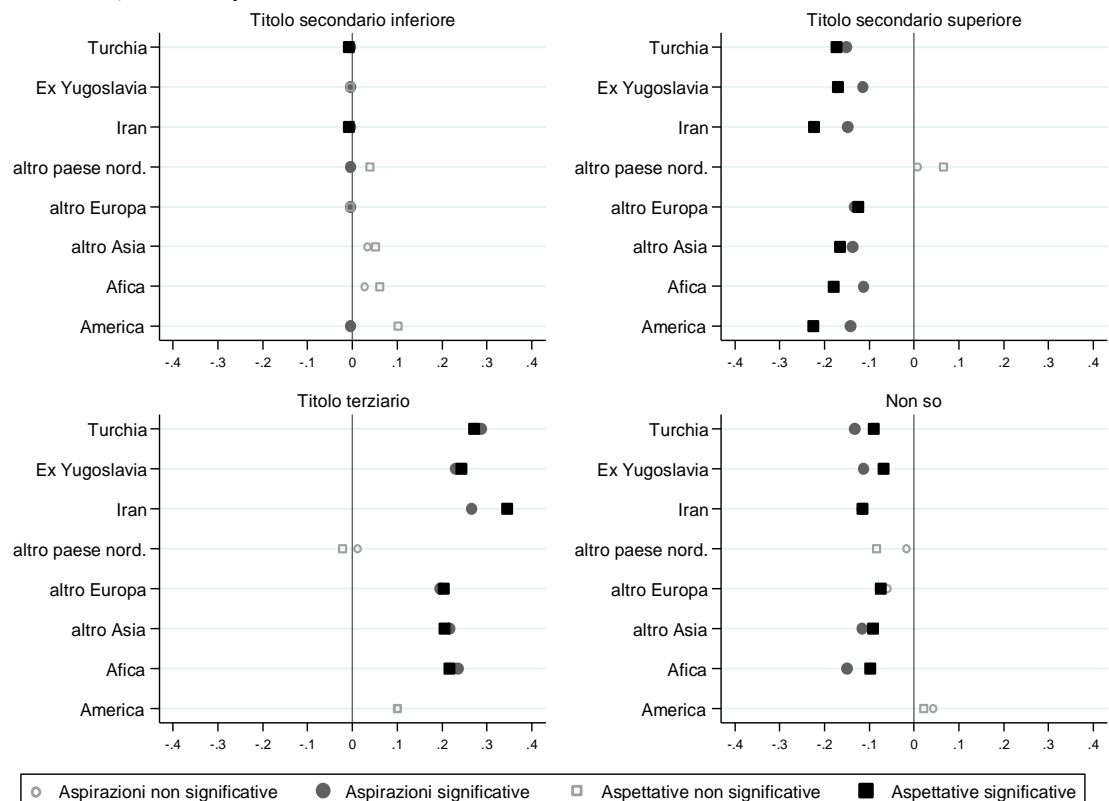 Titolo secondario inferiore
Turchia
Ex Yugoslavia
Iran
altro paese nord.
altro Europa
altro Asia
Afica
America
-.4 -.3 -.2 -.1 0 .1 .2 .3 .4
Titolo secondario superiore
Turchia
Ex Yugoslavia
Iran
altro paese nord.
altro Europa
altro Asia
Afica
America
-.4 -.3 -.2 -.1 0 .1 .2 .3 .4
Titolo terziario
Turchia
Ex Yugoslavia
Iran
altro paese nord.
altro Europa
altro Asia
Afica
America
-.4 -.3 -.2 -.1 0 .1 .2 .3 .4
Non so
Turchia
Ex Yugoslavia
Iran
altro paese nord.
altro Europa
altro Asia
Afica
America
-.4 -.3 -.2 -.1 0 .1 .2 .3 .4
Aspirazioni non significative Aspirazioni significative Aspettative non significative Aspettative significative